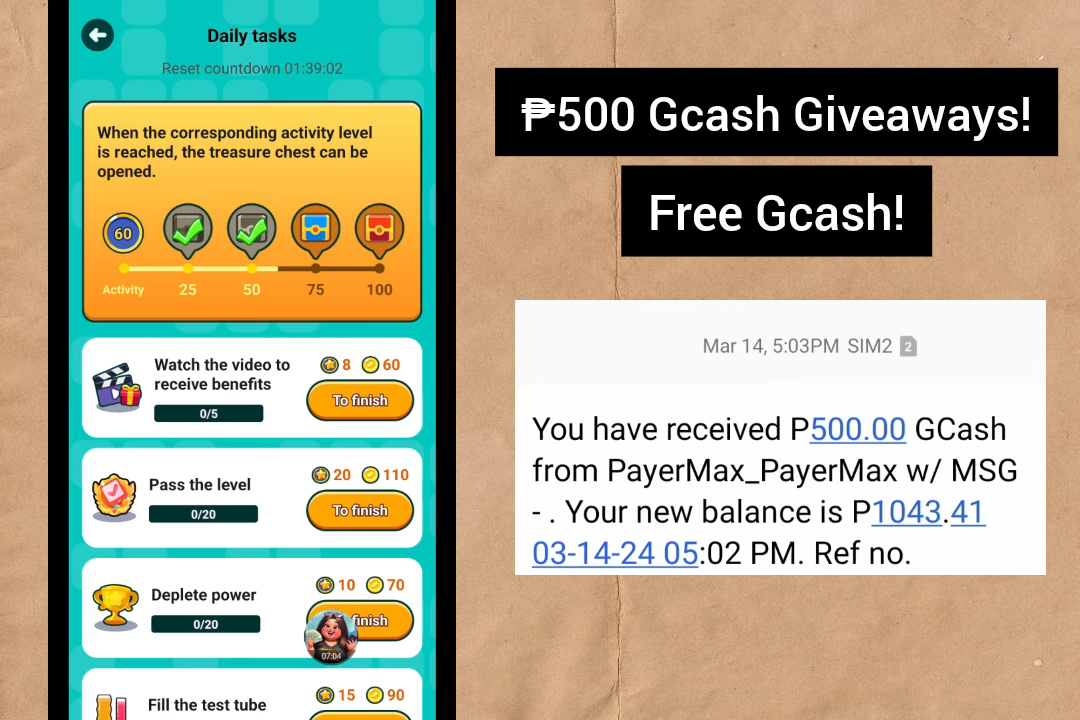 Daily tasks
Reset countdown 01:39:02
When the corresponding activity level
is reached, the treasure chest can be
opened.
60
Activity 25 50 75 100
Watch the video to
receive benefits
8 60
0/5
To finish
Pass the level
20 110
0/20
To finish
Deplete power
10 70
0/20
finish
07:04
Fill the test tube
15 90
₱500 Gcash Giveaways!
Free Gcash!
Mar 14, 5:03PM SIM2 2
You have received P500.00 GCash
from PayerMax_PayerMax w/ MSG
- . Your new balance is P1043.41
03-14-24 05:02 PM. Ref no.